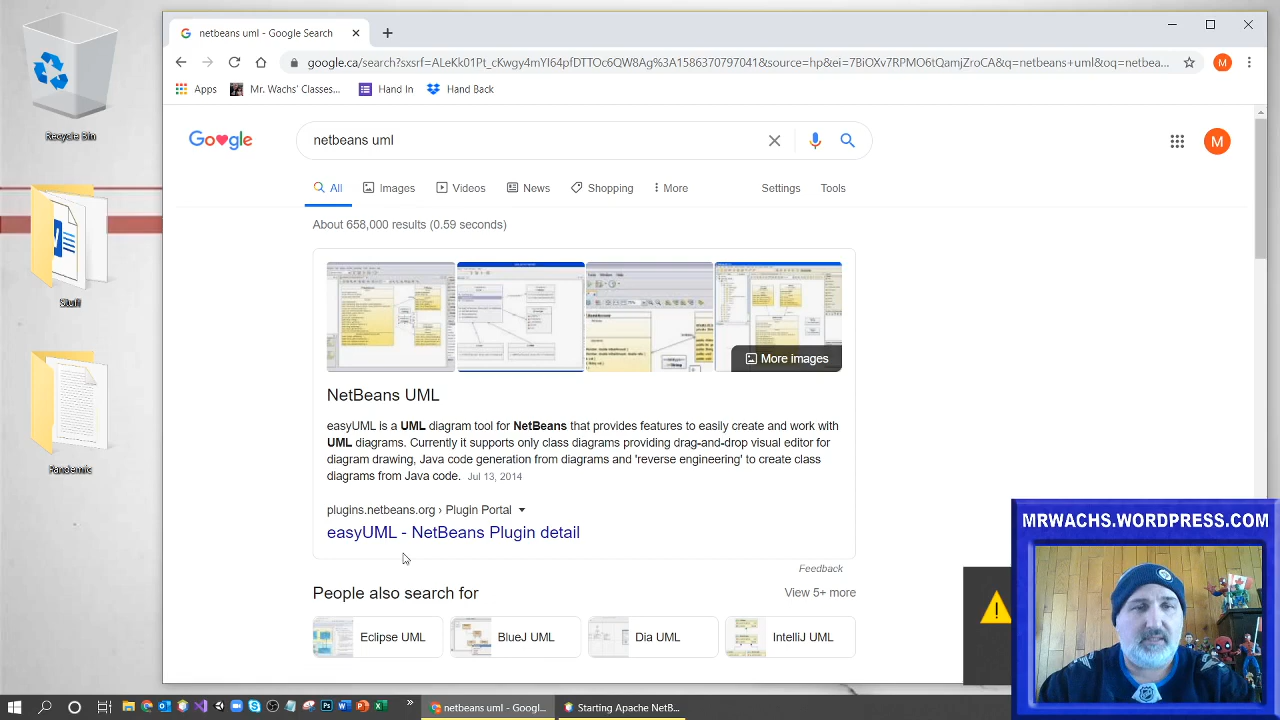 netbeans uml - Google Search
google.ca/search?sxsrf=ALeKk01Pt_cKwgyA4mYI64pfDTTOc6QW8Ag%3A1586370797041&source=hp&ei=7BiOXv7RPMO6tQamjZroCA&q=netbeans+uml&oq=netbea...
Apps
Mr. Wachs' Classes...
Hand In
Hand Back
Recycle Bin
Stuff
Pandemic
Google
netbeans uml
M
M
All
Images
Videos
News
Shopping
More
Settings
Tools
About 658,000 results (0.59 seconds)
More images
NetBeans UML
easyUML is a UML diagram tool for NetBeans that provides features to easily create and work with
UML diagrams. Currently it supports only class diagrams providing drag-and-drop visual editor for
diagram drawing, Java code generation from diagrams and 'reverse engineering' to create class
diagrams from Java code. Jul 13, 2014
plugins.netbeans.org › Plugin Portal
easyUML - NetBeans Plugin detail
Feedback
People also search for
View 5+ more
Eclipse UML
BlueJ UML
Dia UML
IntelliJ UML
MRWACHS.WORDPRESS.COM
netbeans uml - Googl...
Starting Apache NetB...